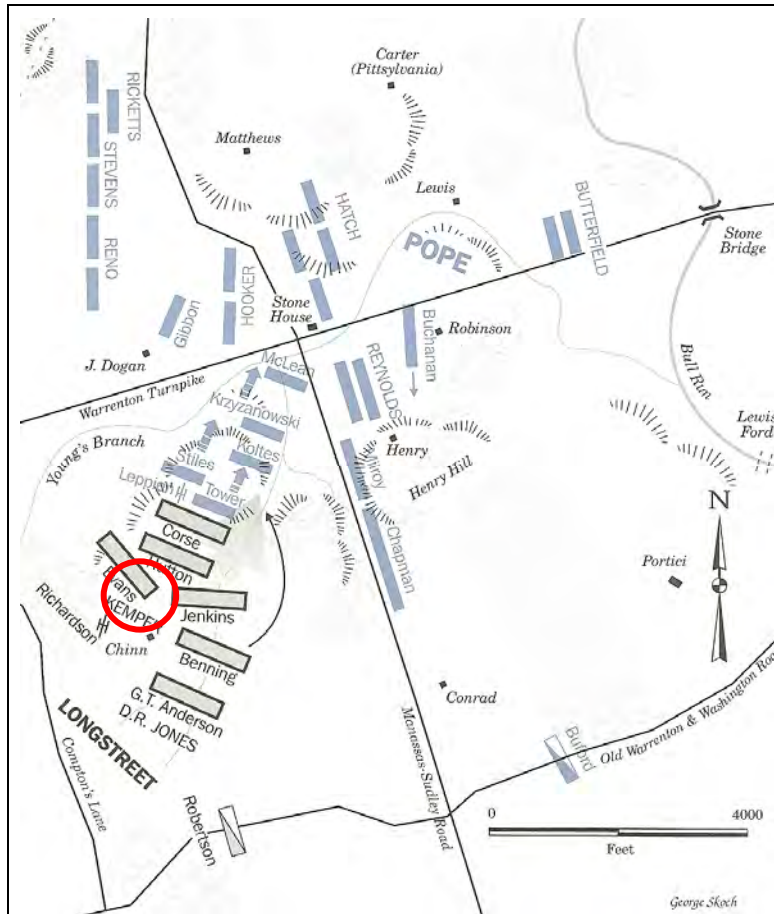 Carter
(Pittsylvania)
RICKETTS
STEVENS
RENO
Matthews
Lewis
HATCH
BUTTERFIELD
POPE
Stone
Bridge
HOOKER
Gibbon
Stone
House
Buchanan
Robinson
Bull Run
J. Dogan
McLean
REYNOLDS
Warrenton Turnpike
Lewis
Ford
Krzyzanowski
Young's Branch
Koltes
Stiles
Henry
Henry Hill
Milroy
Leppien
Tower
Chapman
N
Corse
Hutton
Evans
KEMPER
Portici
Richardson
Jenkins
Chinn
Benning
Conrad
G.T. Anderson
D.R. JONES
LONGSTREET
Manassas-Sudley Road
Old Warrenton & Washington Roa
Buford
Compton's Lane
Robertson
0 4000
Feet
George Skoch